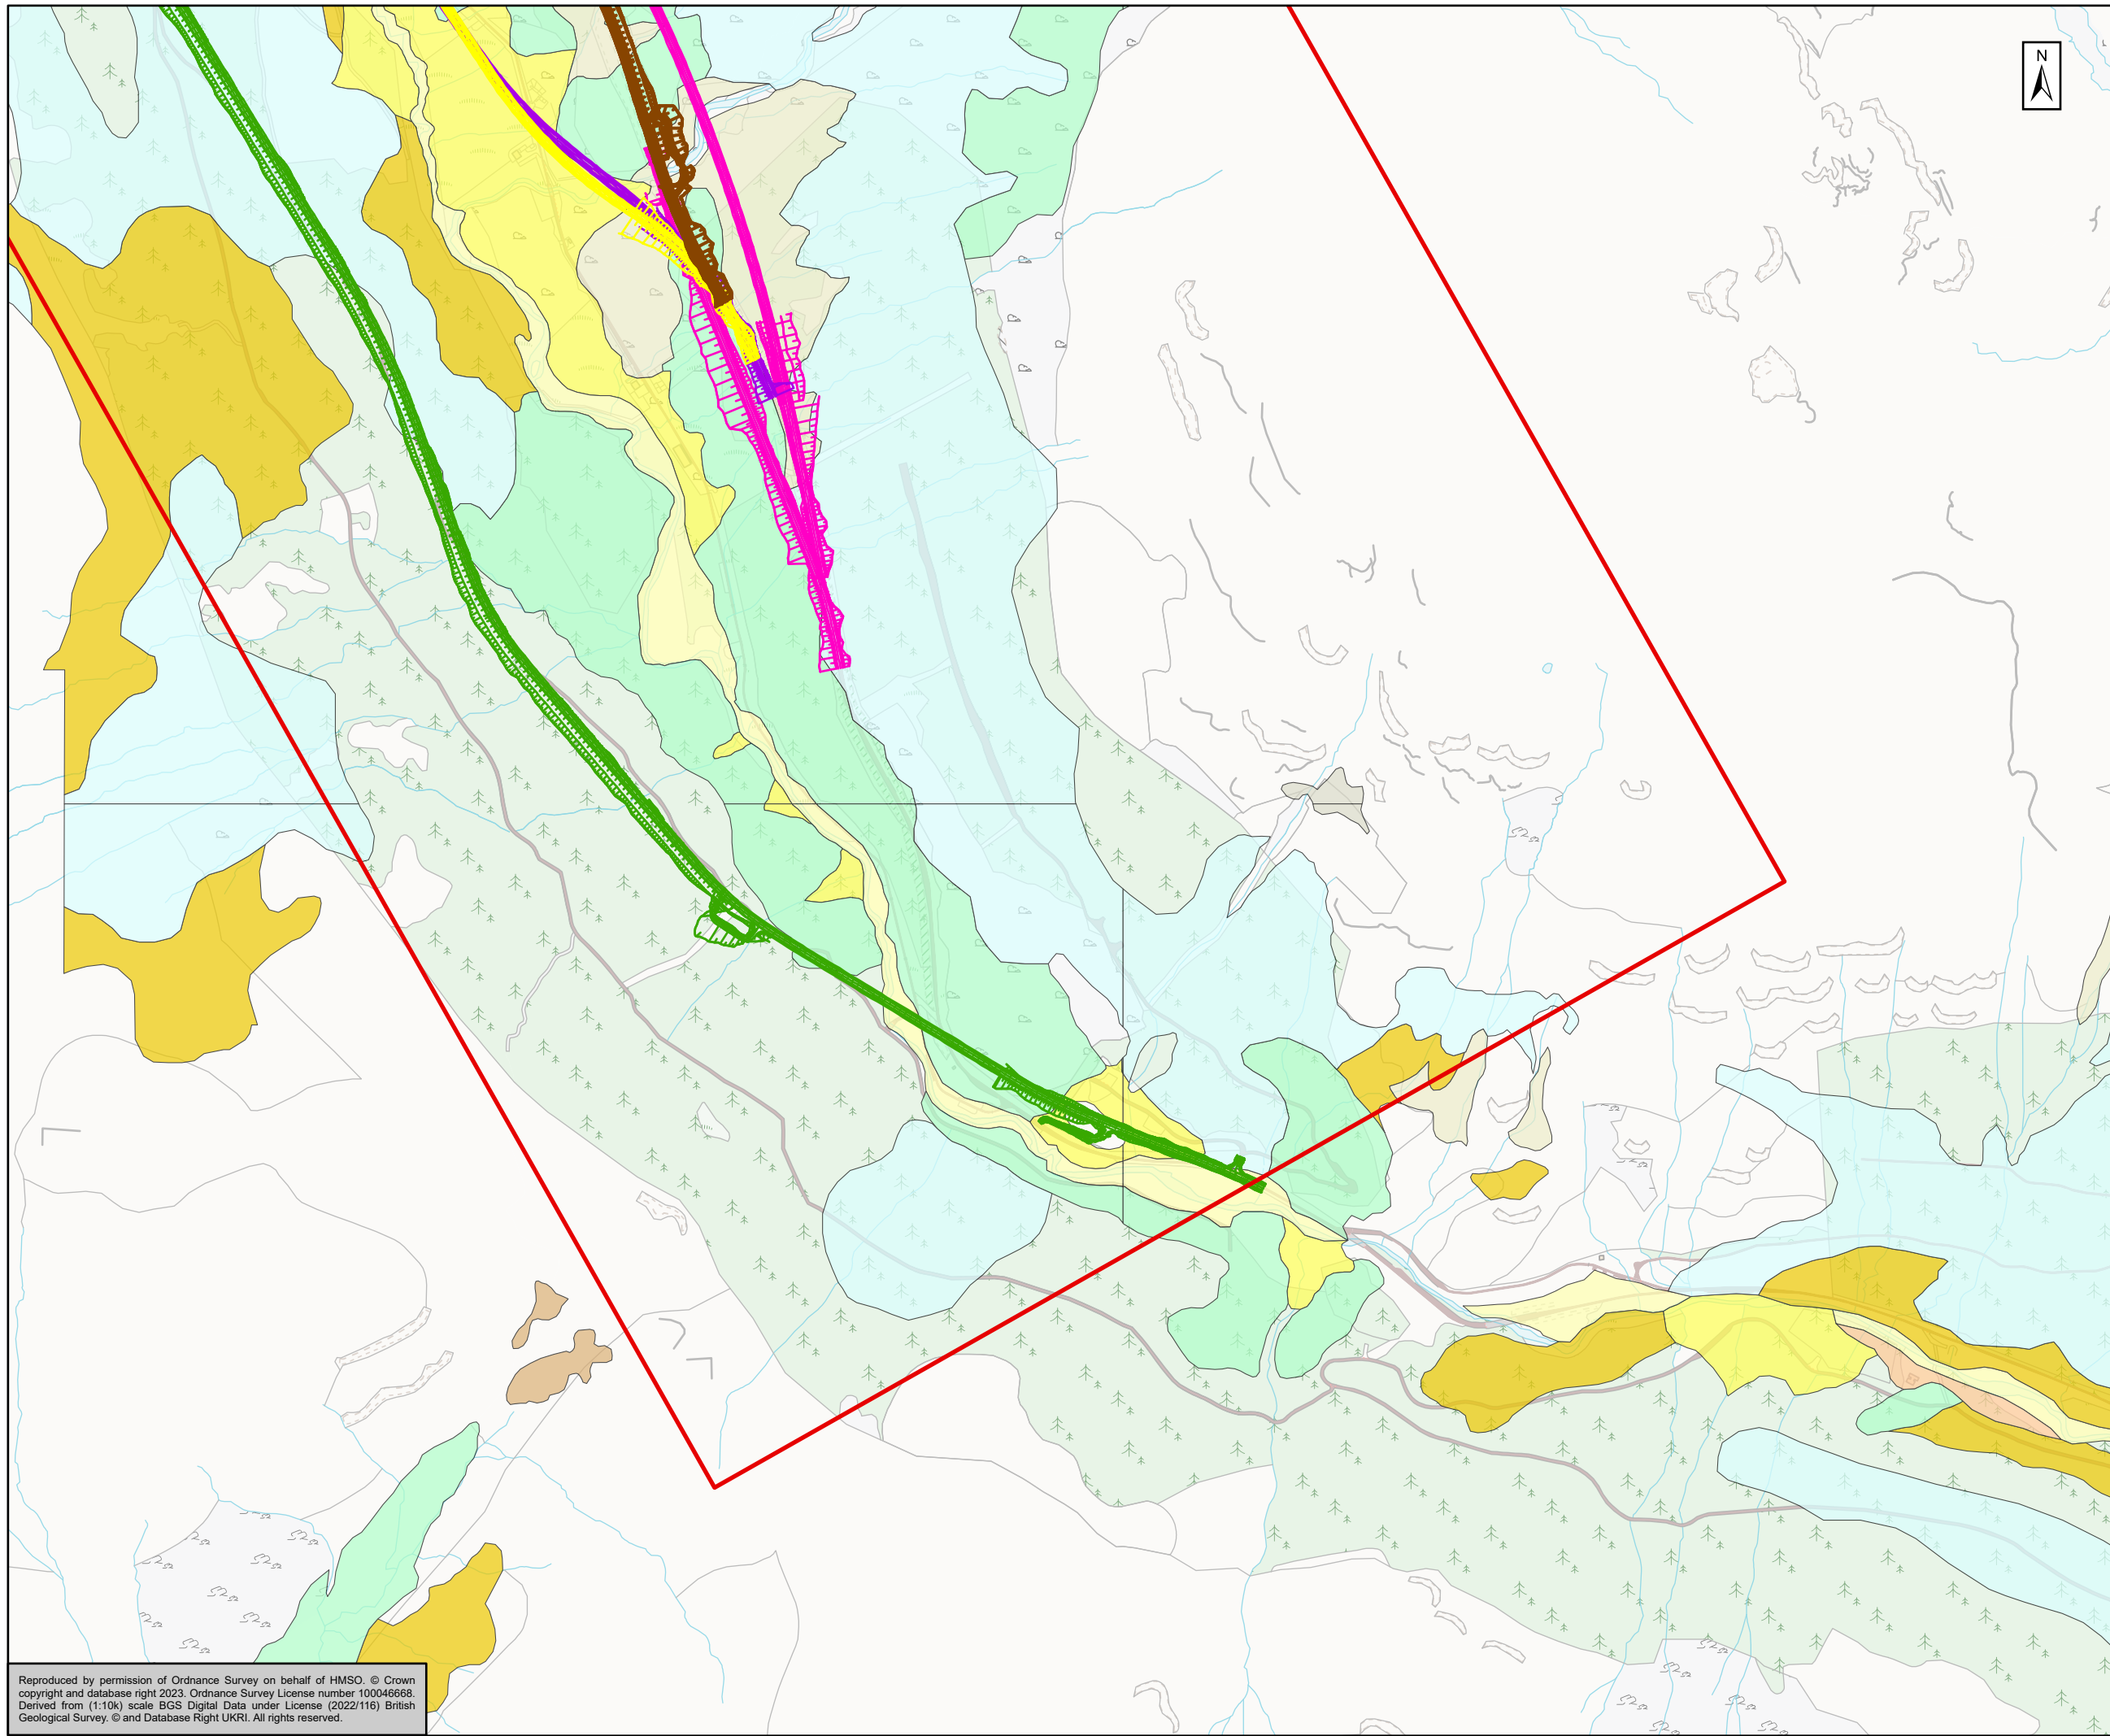 N
Reproduced by permission of Ordnance Survey on behalf of HMSO. © Crown
copyright and database right 2023. Ordnance Survey License number 100046668.
Derived from (1:10k) scale BGS Digital Data under License (2022/116) British
Geological Survey. © and Database Right UKRI. All rights reserved.